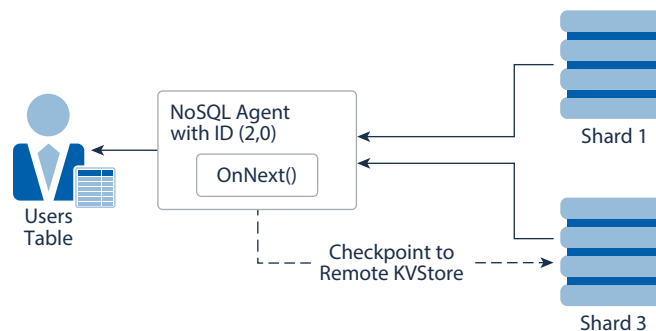 NoSQL Agent
with ID (2,0)
OnNext()
Shard 1
Users
Table
Checkpoint to
Remote KVStore
Shard 3